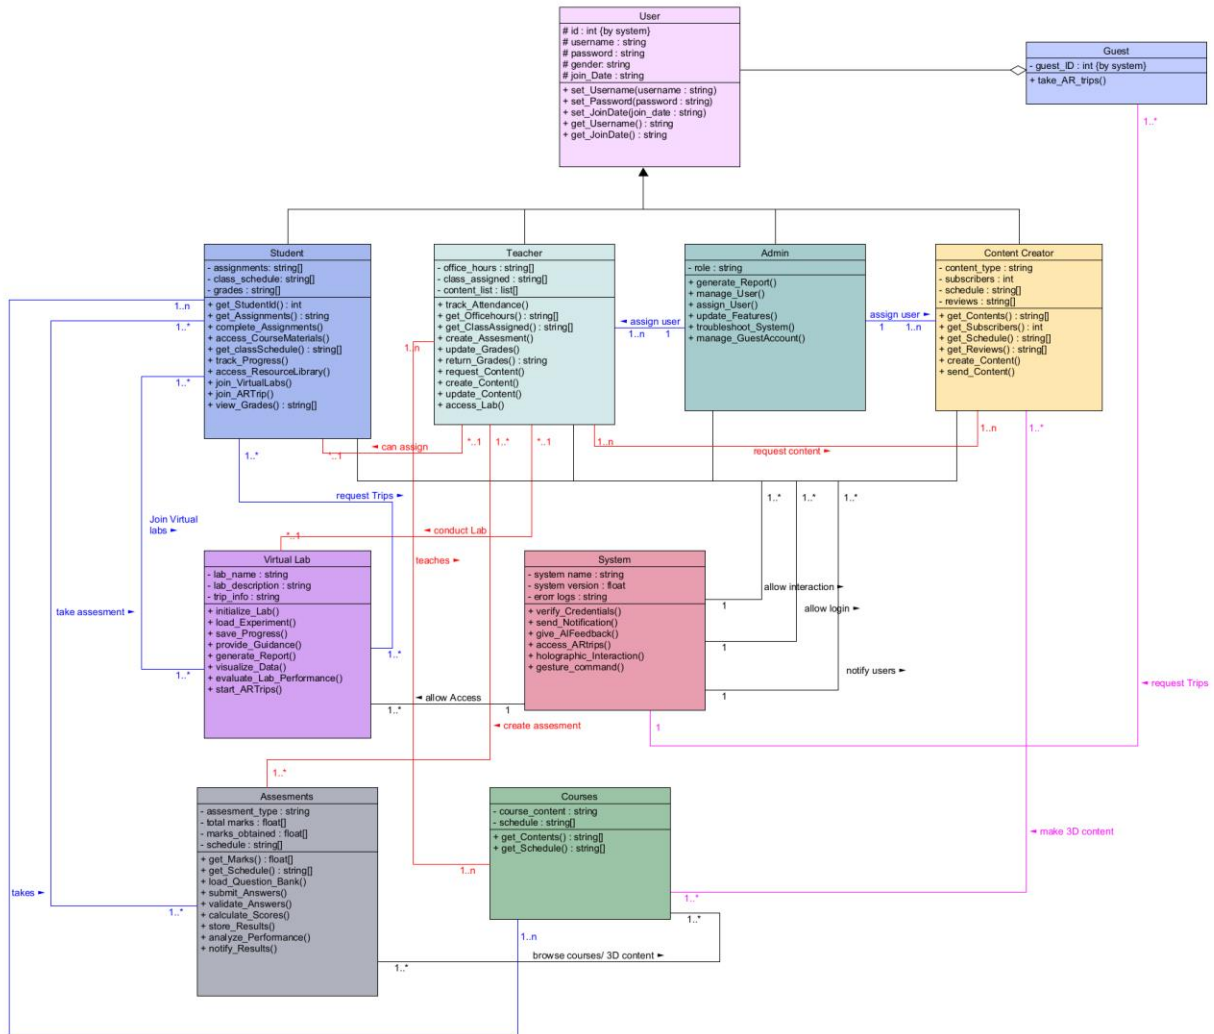 User
# id : int {by system}
# username : string
# password : string
# gender: string
# join_Date : string
+ set_Username(username : string)
+ set_Password(password : string)
+ set_JoinDate(join_date : string)
+ get_Username() : string
+ get_JoinDate() : string
Guest
- guest_ID : int {by system}
+ take_AR_trips()
1..*
Student
- assignments: string[]
- class_schedule: string[]
- grades : string[]
+ get_StudentId() : int
+ get_Assignments() : string
+ complete_Assignments()
+ access_CourseMaterials()
+ get_classSchedule() : string[]
+ track_Progress()
+ access_ResourceLibrary()
+ join_VirtualLabs()
+ join_ARTrip()
+ view_Grades() : string[]
1..n
1..*
1..*
1..*
Teacher
- office_hours : string[]
- class_assigned : string[]
- content_list : list[]
+ track_Attendance()
+ get_Officehours() : string[]
+ get_ClassAssigned() : string[]
+ create_Assesment()
+ update_Grades()
+ return_Grades() : string
+ request_Content()
+ create_Content()
+ update_Content()
+ access_Lab()
1..n
*..1
1..*
*..1
1..n
◄ assign user
1..n
1
Admin
- role : string
+ generate_Report()
+ manage_User()
+ assign_User()
+ update_Features()
+ troubleshoot_System()
+ manage_GuestAccount()
assign user ►
1
1..n
Content Creator
- content_type : string
- subscribers : int
- schedule : string[]
- reviews : string[]
+ get_Contents() : string[]
+ get_Subscribers() : int
+ get_Schedule() : string[]
+ get_Reviews() : string[]
+ create_Content()
+ send_Content()
1..n
1..*
◄ can assign
*..1
request content ►
request Trips ►
1..*
1..*
1..*
Join Virtual
labs ►
◄ conduct Lab
*..1
teaches ►
Virtual Lab
- lab_name : string
- lab_description : string
- trip_info : string
+ initialize_Lab()
+ load_Experiment()
+ save_Progress()
+ provide_Guidance()
+ generate_Report()
+ visualize_Data()
+ evaluate_Lab_Performance()
+ start_ARTrips()
1..*
1..*
System
- system name : string
- system version : float
- erorr logs : string
+ verify_Credentials()
+ send_Notification()
+ give_AIFeedback()
+ access_ARtrips()
+ holographic_Interaction()
+ gesture_command()
allow interaction ►
1
allow login ►
1
notify users ►
1
take assesment ►
◄ allow Access
1..*
1
◄ request Trips
1
◄ create assesment
1..*
Assesments
- assesment_type : string
- total marks : float[]
- marks_obtained : float[]
- schedule : string[]
+ get_Marks() : float[]
+ get_Schedule() : string[]
+ load_Question_Bank()
+ submit_Answers()
+ validate_Answers()
+ calculate_Scores()
+ store_Results()
+ analyze_Performance()
+ notify_Results()
Courses
- course_content : string
- schedule : string[]
+ get_Contents() : string[]
+ get_Schedule() : string[]
◄ make 3D content
1..n
1..*
takes ►
1..*
1..*
1..n
browse courses/ 3D content ►
1..*